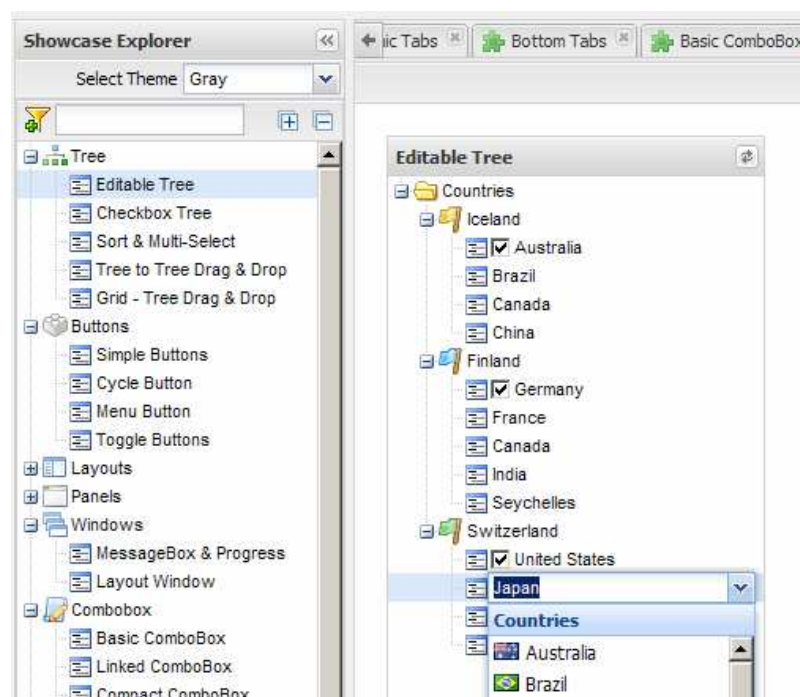 Showcase Explorer
Select Theme Gray
Tree
Editable Tree
Checkbox Tree
Sort & Multi-Select
Tree to Tree Drag & Drop
Grid - Tree Drag & Drop
Buttons
Simple Buttons
Cycle Button
Menu Button
Toggle Buttons
Layouts
Panels
Windows
MessageBox & Progress
Layout Window
Combobox
Basic ComboBox
Linked ComboBox
Compact ComboBox
Tabs Bottom Tabs Basic ComboBox
Editable Tree
Countries
Iceland
Australia
Brazil
Canada
China
Finland
Germany
France
Canada
India
Seychelles
Switzerland
United States
Japan
Countries
Australia
Brazil